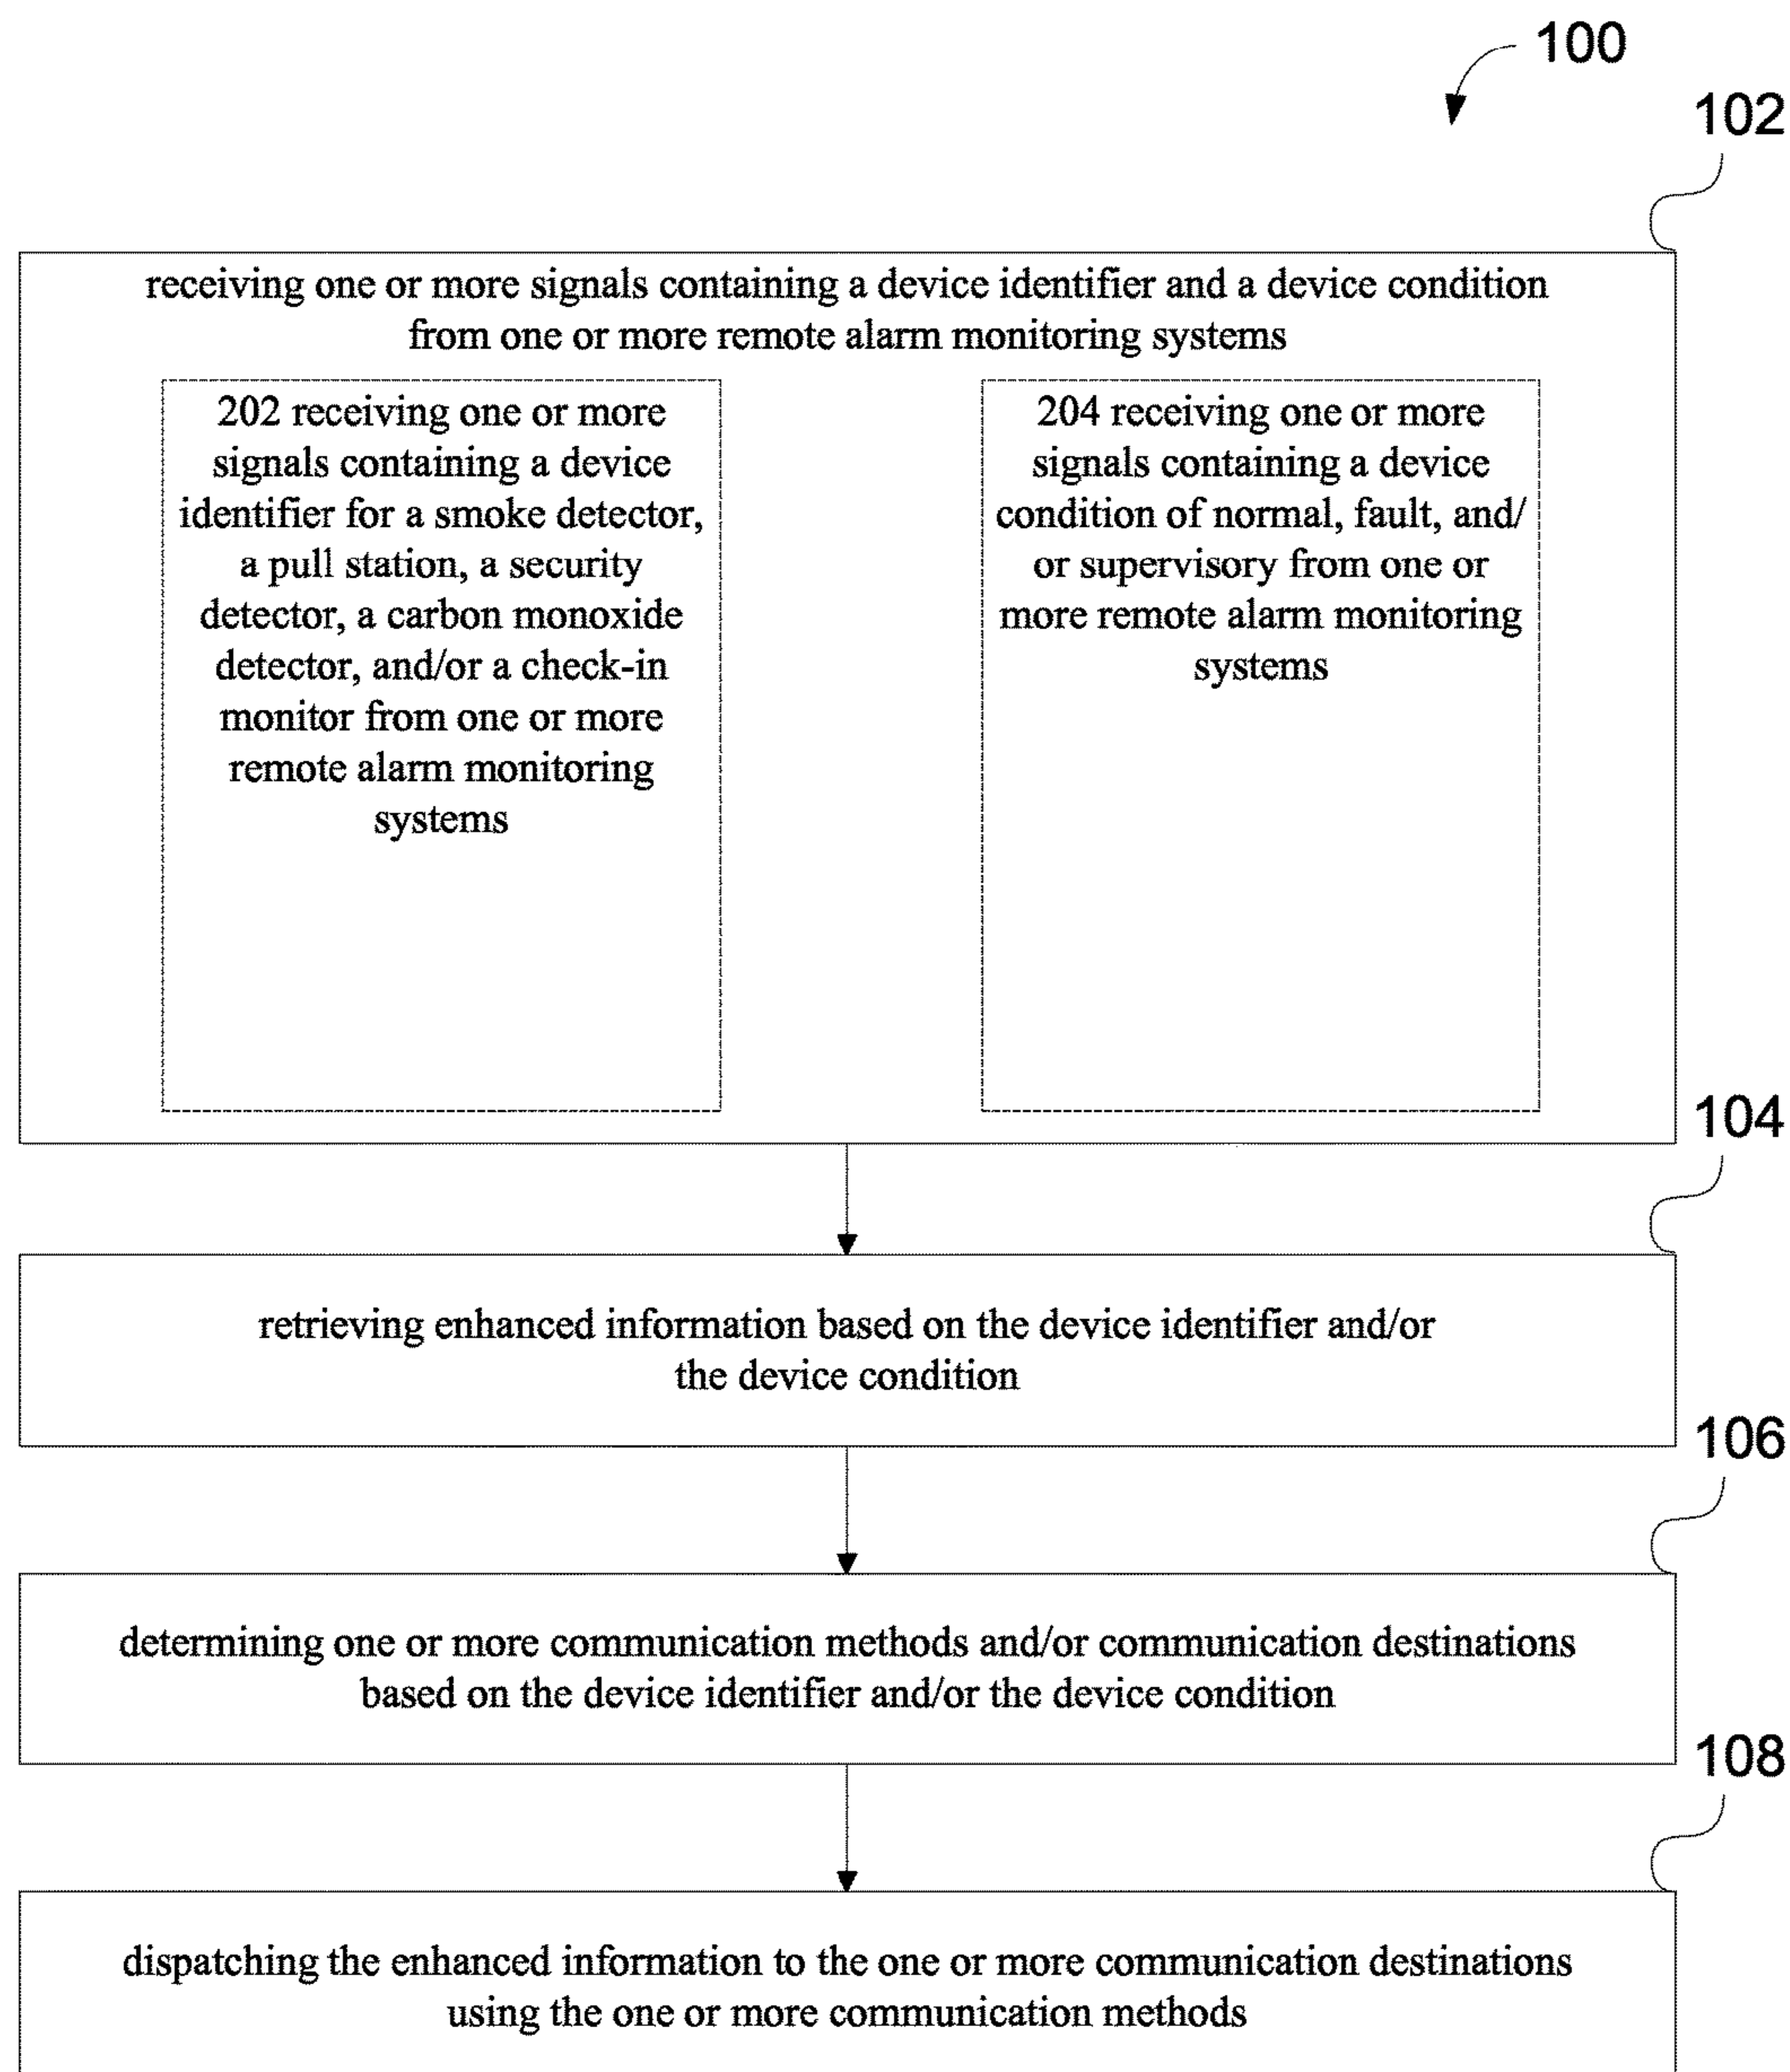 100
102
receiving one or more signals containing a device identifier and a device condition
from one or more remote alarm monitoring systems
202 receiving one or more
signals containing a device
identifier for a smoke detector,
a pull station, a security
detector, a carbon monoxide
detector, and/or a check-in
monitor from one or more
remote alarm monitoring
systems
204 receiving one or more
signals containing a device
condition of normal, fault, and/
or supervisory from one or
more remote alarm monitoring
systems
104
retrieving enhanced information based on the device identifier and/or
the device condition
106
determining one or more communication methods and/or communication destinations
based on the device identifier and/or the device condition
108
dispatching the enhanced information to the one or more communication destinations
using the one or more communication methods